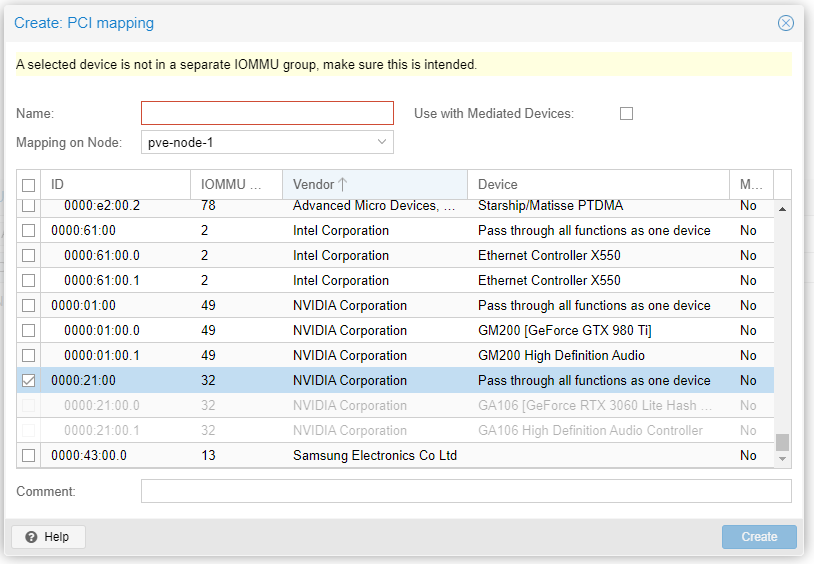 Create: PCI mapping
A selected device is not in a separate IOMMU group, make sure this is intended.
Name: Use with Mediated Devices:
Mapping on Node: pve-node-1
ID IOMMU ... Vendor Device M...
0000:e2:00.2 78 Advanced Micro Devices, ... Starship/Matisse PTDMA No
0000:61:00 2 Intel Corporation Pass through all functions as one device No
0000:61:00.0 2 Intel Corporation Ethernet Controller X550 No
0000:61:00.1 2 Intel Corporation Ethernet Controller X550 No
0000:01:00 49 NVIDIA Corporation Pass through all functions as one device No
0000:01:00.0 49 NVIDIA Corporation GM200 [GeForce GTX 980 Ti] No
0000:01:00.1 49 NVIDIA Corporation GM200 High Definition Audio No
0000:21:00 32 NVIDIA Corporation Pass through all functions as one device No
0000:21:00.0 32 NVIDIA Corporation GA106 [GeForce RTX 3060 Lite Hash ... No
0000:21:00.1 32 NVIDIA Corporation GA106 High Definition Audio Controller No
0000:43:00.0 13 Samsung Electronics Co Ltd No
Comment:
Help Create